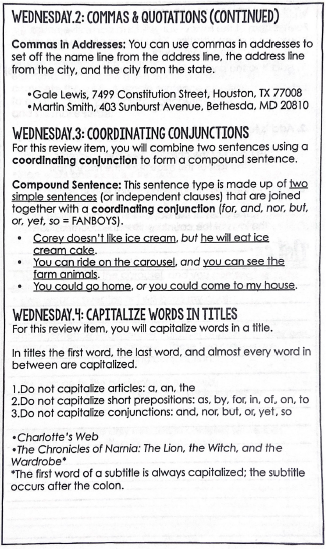 WEDNESDAY.2: COMMAS & QUOTATIONS (CONTINUED)
Commas in Addresses: You can use commas in addresses to
set off the name line from the address line, the address line
from the city, and the city from the state.
•Gale Lewis, 7499 Constitution Street, Houston, TX 77008
•Martin Smith, 403 Sunburst Avenue, Bethesda, MD 20810
WEDNESDAY.3: COORDINATING CONJUNCTIONS
For this review item, you will combine two sentences using a
coordinating conjunction to form a compound sentence.
Compound Sentence: This sentence type is made up of two
simple sentences (or independent clauses) that are joined
together with a coordinating conjunction (for, and, nor, but,
or, yet, so = FANBOYS).
• Corey doesn't like ice cream, but he will eat ice
cream cake.
• You can ride on the carousel, and you can see the
farm animals.
• You could go home, or you could come to my house.
WEDNESDAY.4: CAPITALIZE WORDS IN TITLES
For this review item, you will capitalize words in a title.
In titles the first word, the last word, and almost every word in
between are capitalized.
1.Do not capitalize articles: a, an, the
2.Do not capitalize short prepositions: as, by, for, in, of, on, to
3.Do not capitalize conjunctions: and, nor, but, or, yet, so
•Charlotte's Web
•The Chronicles of Narnia: The Lion, the Witch, and the
Wardrobe*
*The first word of a subtitle is always capitalized; the subtitle
occurs after the colon.